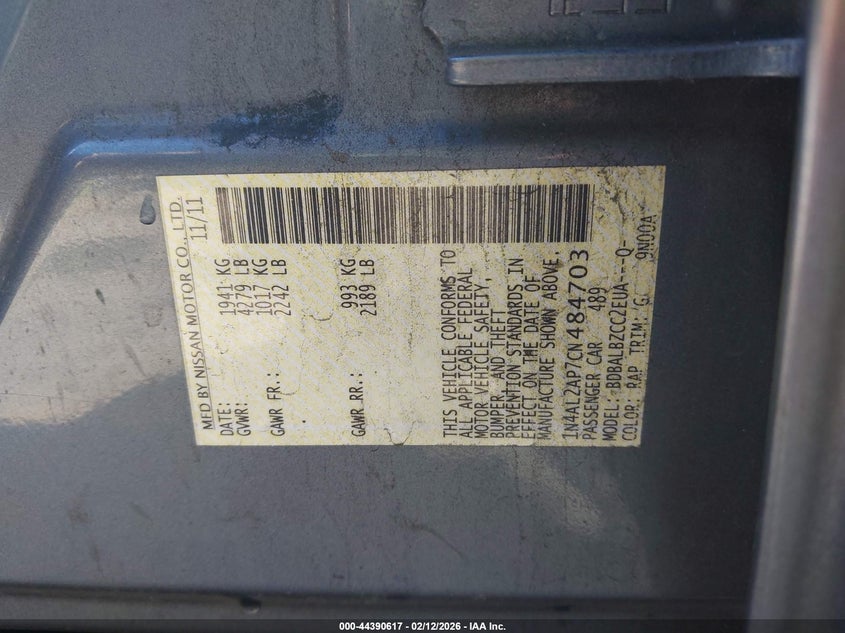 MFD BY NISSAN MOTOR CO., LTD.
DATE: 11/11
GVWR: 1941 KG
4279 LB
GAWR FR.: 1017 KG
2242 LB
GAWR RR.: 993 KG
2189 LB
THIS VEHICLE CONFORMS TO
ALL APPLICABLE FEDERAL
MOTOR VEHICLE SAFETY,
BUMPER, AND THEFT
PREVENTION STANDARDS IN
EFFECT ON THE DATE OF
MANUFACTURE SHOWN ABOVE.
1N4AL2AP7CN484703
PASSENGER CAR 489
MODEL: BDBALBZCC2EUA---0-
COLOR: RAP TRIM: G 9N00A
000-44390617 - 02/12/2026 - IAA Inc.